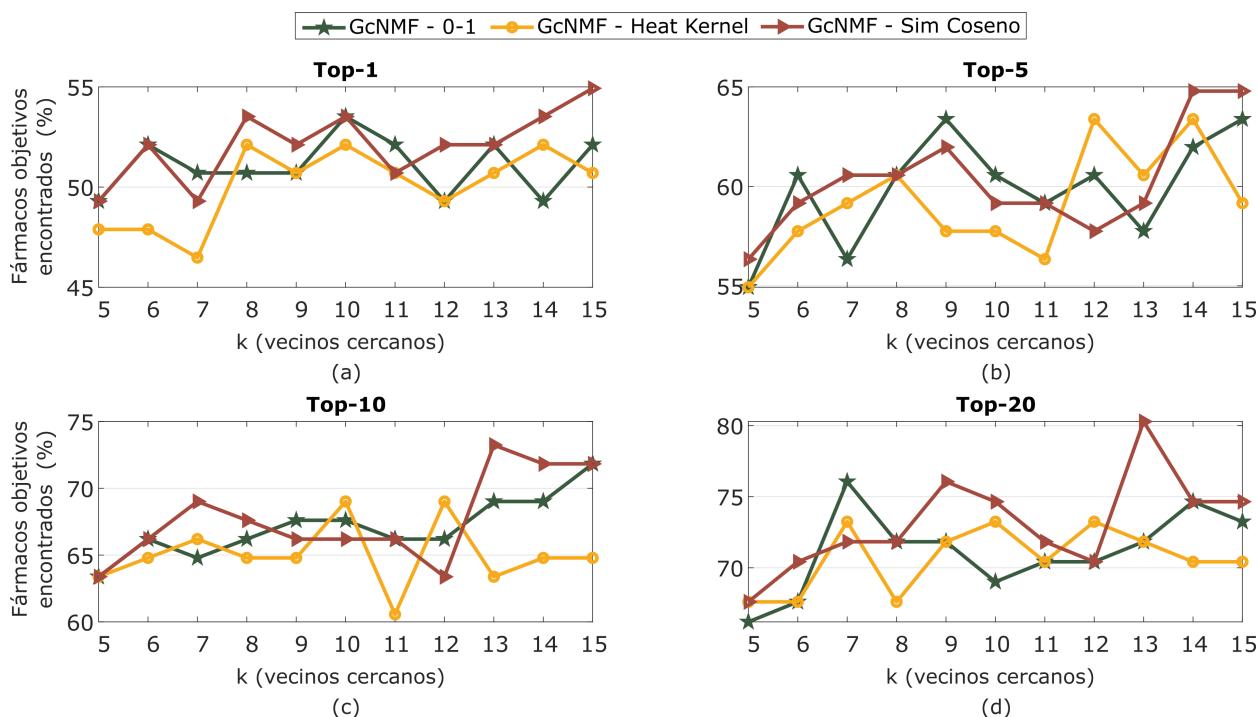 GcNMF - 0-1 GcNMF - Heat Kernel GcNMF - Sim Coseno
Top-1
Fármacos objetivos
encontrados (%)
55
50
45
5 6 7 8 9 10 11 12 13 14 15
k (vecinos cercanos)
(a)
Top-5
65
60
55
5 6 7 8 9 10 11 12 13 14 15
k (vecinos cercanos)
(b)
Top-10
Fármacos objetivos
encontrados (%)
75
70
65
60
5 6 7 8 9 10 11 12 13 14 15
k (vecinos cercanos)
(c)
Top-20
80
75
70
5 6 7 8 9 10 11 12 13 14 15
k (vecinos cercanos)
(d)